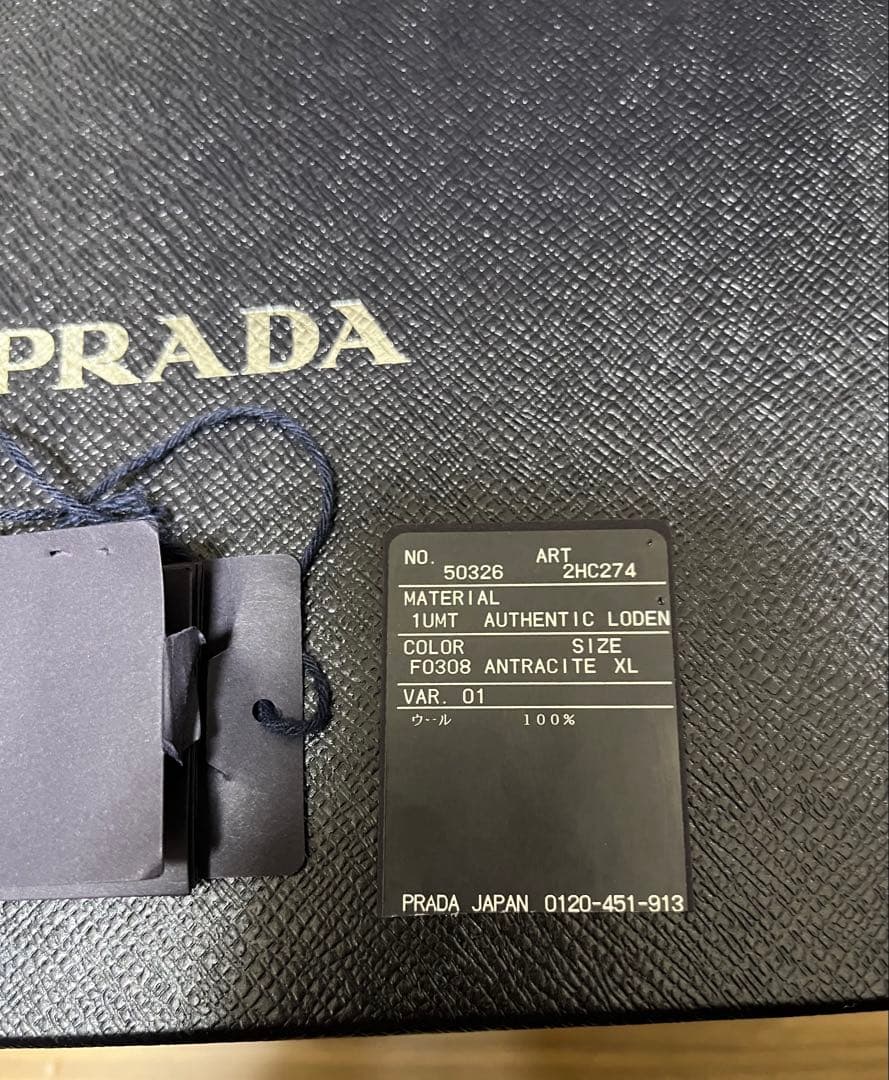 PRADA
NO. ART
50326 2HC274
MATERIAL
1UMT AUTHENTIC LODEN
COLOR SIZE
F0308 ANTRACITE XL
VAR. 01
ウール 100%
PRADA JAPAN 0120-451-913